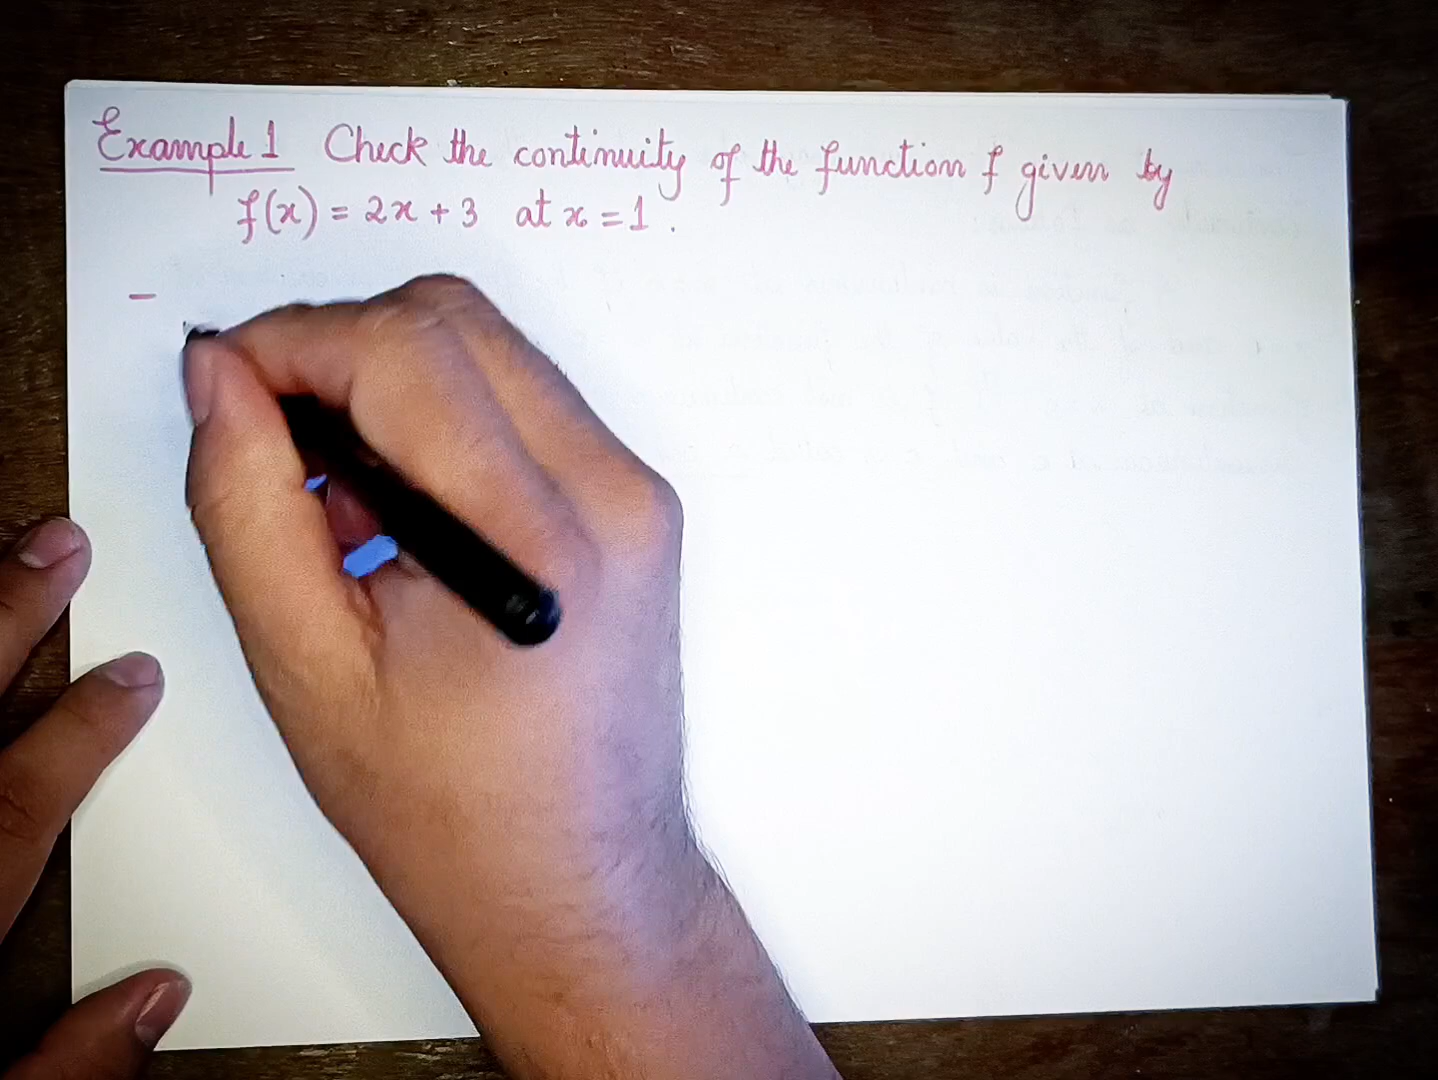 Example 1 Check the continuity of the function f given by
f(x) = 2x + 3 at x = 1 .
–